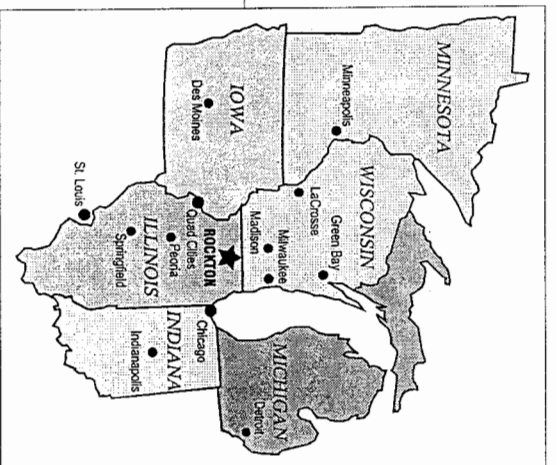 MINNESOTA
Minneapolis
WISCONSIN
LaCrosse
Green Bay
Milwaukee
Madison
IOWA
Des Moines
ROCKTON
Quad Cities
Peoria
ILLINOIS
Springfield
St. Louis
Chicago
INDIANA
Indianapolis
MICHIGAN
Detroit